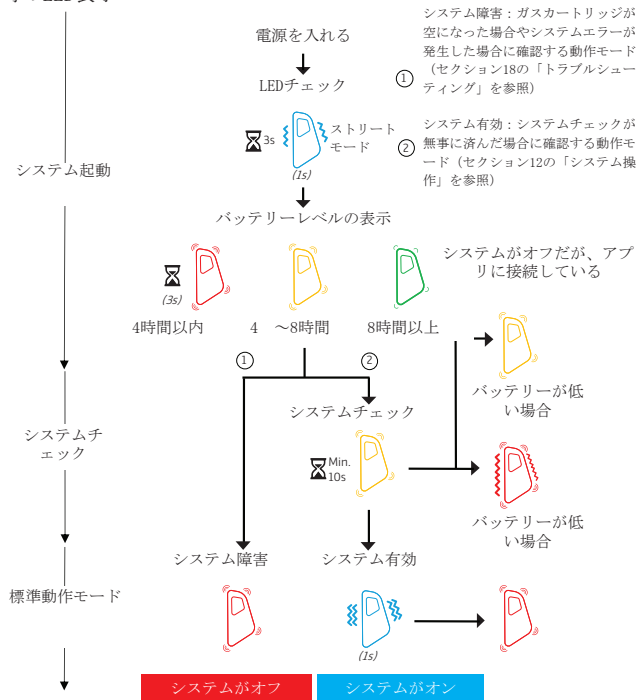 電源を入れる
LEDチェック
3s
ストリート
モード
(1s)
① システム障害：ガスカートリッジが
空になった場合やシステムエラーが
発生した場合に確認する動作モード
（セクション18の「トラブルシュー
ティング」を参照）
② システム有効：システムチェックが
無事に済んだ場合に確認する動作モ
ード（セクション12の「システム操
作」を参照）
システム起動
バッテリーレベルの表示
(3s)
4時間以内
4 ～8時間
8時間以上
システムがオフだが、アプ
リに接続している
バッテリーが低
い場合
①
②
システムチェック
Min.
10s
システムチ
ェック
バッテリーが低
い場合
システム障害
システム有効
標準動作モード
(1s)
システムがオフ
システムがオン